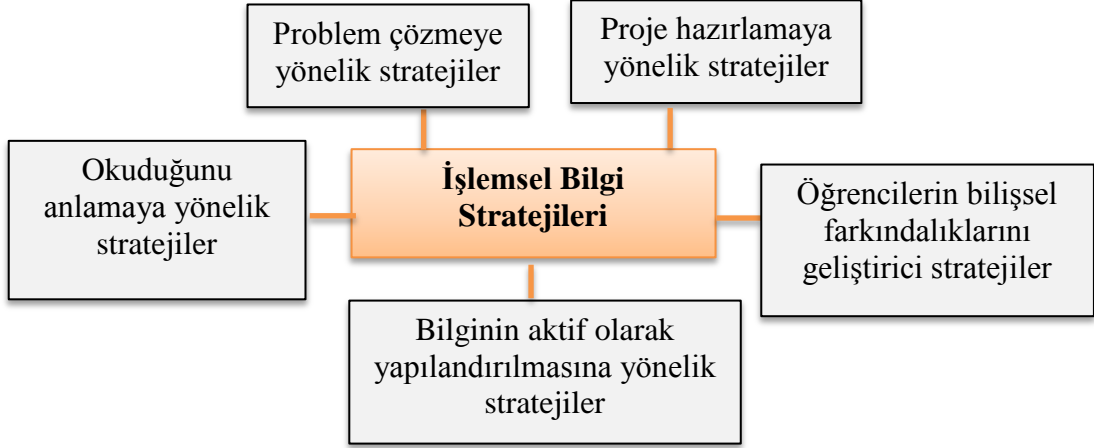 Problem çözmeye
yönelik stratejiler
Proje hazırlamaya
yönelik stratejiler
Okuduğunu
anlamaya yönelik
stratejiler
İşlemsel Bilgi
Stratejileri
Öğrencilerin bilişsel
farkındalıklarını
geliştirici stratejiler
Bilginin aktif olarak
yapılandırılmasına yönelik
stratejiler